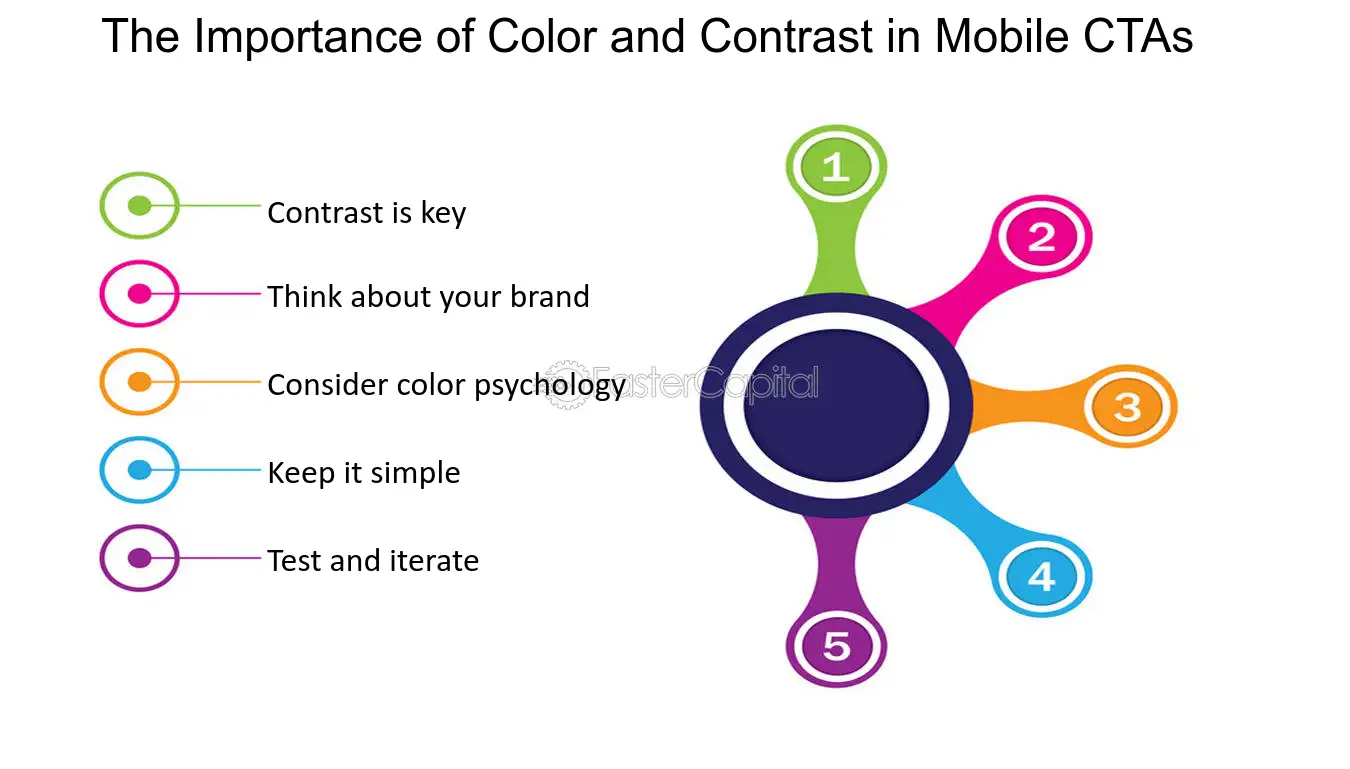 The Importance of Color and Contrast in Mobile CTAs
Contrast is key
Think about your brand
Consider color psychology
Keep it simple
Test and iterate
FasterCapital
1
2
3
4
5